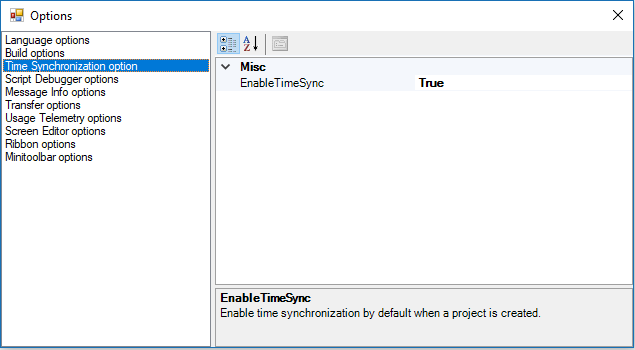 Options
Language options
Build options
Time Synchronization option
Script Debugger options
Message Info options
Transfer options
Usage Telemetry options
Screen Editor options
Ribbon options
Minitoolbar options
Misc
EnableTimeSync True
EnableTimeSync
Enable time synchronization by default when a project is created.